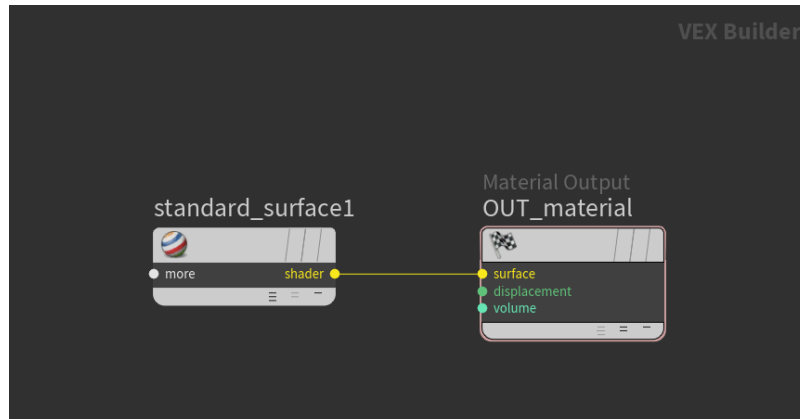 VEX Builder
Material Output
standard_surface1
OUT_material
more
shader
surface
displacement
volume